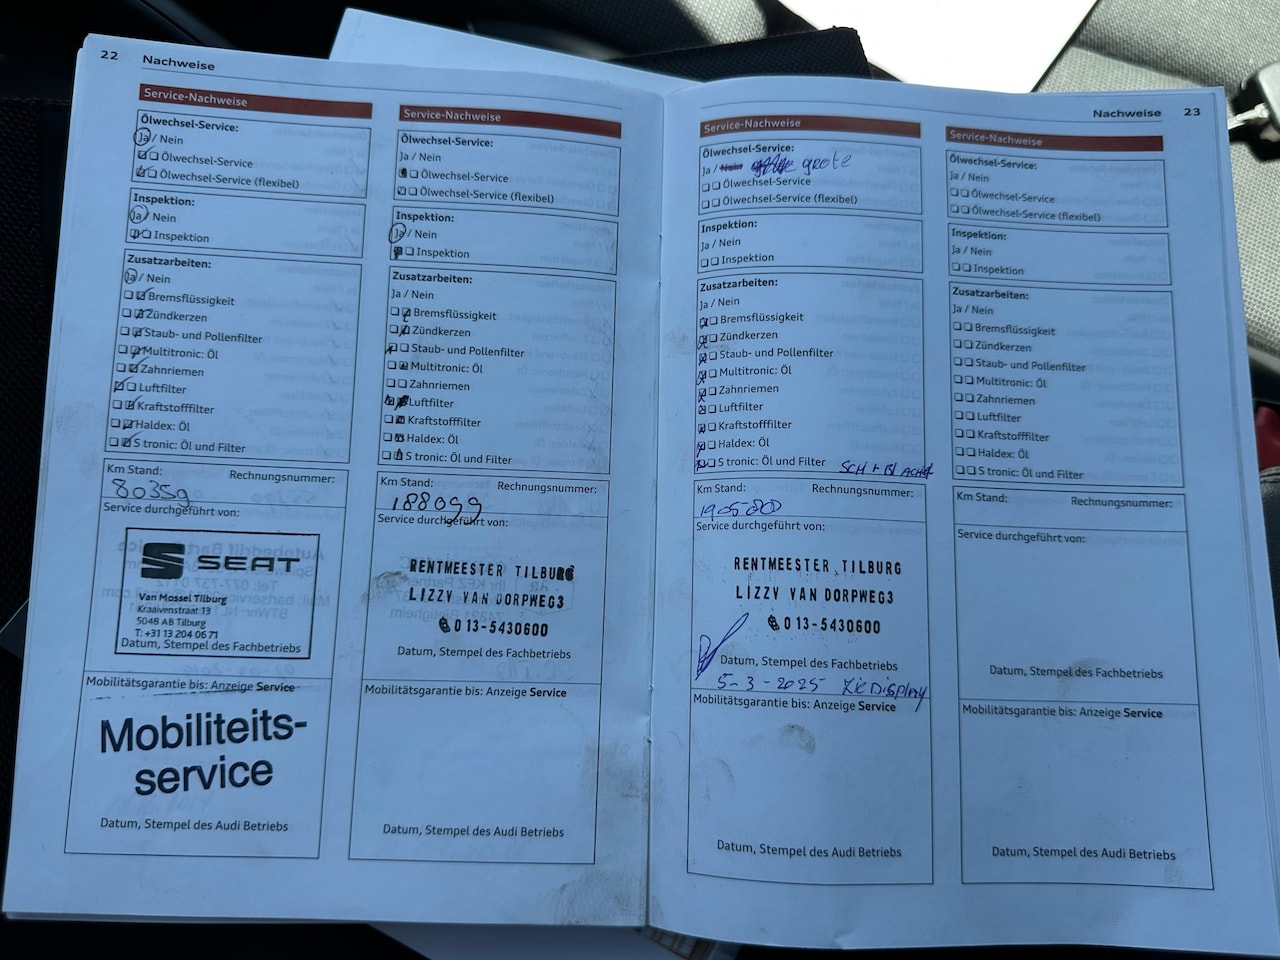 22 Nachweise
Service-Nachweise
Ölwechsel-Service:
Ja / Nein
Ölwechsel-Service
Ölwechsel-Service (flexibel)
Inspektion:
Ja / Nein
Inspektion
Zusatzarbeiten:
Ja / Nein
Bremsflüssigkeit
Zündkerzen
Staub- und Pollenfilter
Multitronic: Öl
Zahnriemen
Luftfilter
Kraftstofffilter
Haldex: Öl
S tronic: Öl und Filter
Km Stand: Rechnungsnummer:
80359
Service durchgeführt von:
SEAT
Van Mossel Tilburg
Kraaivenstraat 13
5048 AB Tilburg
T: +31 13 204 06 71
Datum, Stempel des Fachbetriebs
Mobilitätsgarantie bis: Anzeige Service
Mobiliteits-
service
Datum, Stempel des Audi Betriebs
Service-Nachweise
Ölwechsel-Service:
Ja / Nein
Ölwechsel-Service
Ölwechsel-Service (flexibel)
Inspektion:
Ja / Nein
Inspektion
Zusatzarbeiten:
Ja / Nein
Bremsflüssigkeit
Zündkerzen
Staub- und Pollenfilter
Multitronic: Öl
Zahnriemen
Luftfilter
Kraftstofffilter
Haldex: Öl
S tronic: Öl und Filter
Km Stand: Rechnungsnummer:
188099
Service durchgeführt von:
RENTMEESTER TILBURG
LIZZY VAN DORPWEG3
013-5430600
Datum, Stempel des Fachbetriebs
Mobilitätsgarantie bis: Anzeige Service
Datum, Stempel des Audi Betriebs
Nachweise 23
Service-Nachweise
Ölwechsel-Service:
Ja / Nein grote
Ölwechsel-Service
Ölwechsel-Service (flexibel)
Inspektion:
Ja / Nein
Inspektion
Zusatzarbeiten:
Ja / Nein
Bremsflüssigkeit
Zündkerzen
Staub- und Pollenfilter
Multitronic: Öl
Zahnriemen
Luftfilter
Kraftstofffilter
Haldex: Öl
S tronic: Öl und Filter
Km Stand: Rechnungsnummer:
Service durchgeführt von:
RENTMEESTER TILBURG
LIZZY VAN DORPWEG3
013-5430600
Datum, Stempel des Fachbetriebs
5-3-2025 Zie Display
Mobilitätsgarantie bis: Anzeige Service
Datum, Stempel des Audi Betriebs
Service-Nachweise
Ölwechsel-Service:
Ja / Nein
Ölwechsel-Service
Ölwechsel-Service (flexibel)
Inspektion:
Ja / Nein
Inspektion
Zusatzarbeiten:
Ja / Nein
Bremsflüssigkeit
Zündkerzen
Staub- und Pollenfilter
Multitronic: Öl
Zahnriemen
Luftfilter
Kraftstofffilter
Haldex: Öl
S tronic: Öl und Filter
Km Stand: Rechnungsnummer:
Service durchgeführt von:
Datum, Stempel des Fachbetriebs
Mobilitätsgarantie bis: Anzeige Service
Datum, Stempel des Audi Betriebs